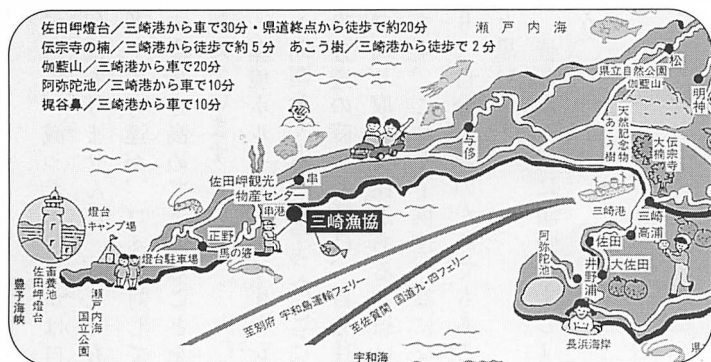 佐田岬燈台／三崎港から車で30分・県道終点から徒歩で約20分
伝宗寺の楠／三崎港から徒歩で約5分　あこう樹／三崎港から徒歩で2分
伽藍山／三崎港から車で20分
阿弥陀池／三崎港から車で10分
梶谷鼻／三崎港から車で10分
瀬戸内海
松
県立自然公園
伽藍山
明神
与侈
天然記念物
あこう樹
伝宗寺
大楠
串
佐田岬観光
物産センター
串港
三崎漁協
三崎港
三崎
高浦
佐田
大佐田
井野浦
阿弥陀池
長浜海岸
燈台
キャンプ場
正野
馬の碆
燈台駐車場
畜養池
佐田岬燈台
豊予海峡
瀬戸内海
国立公園
至別府 宇和島運輸フェリー
至佐賀関 国道九・四フェリー
宇和海
県